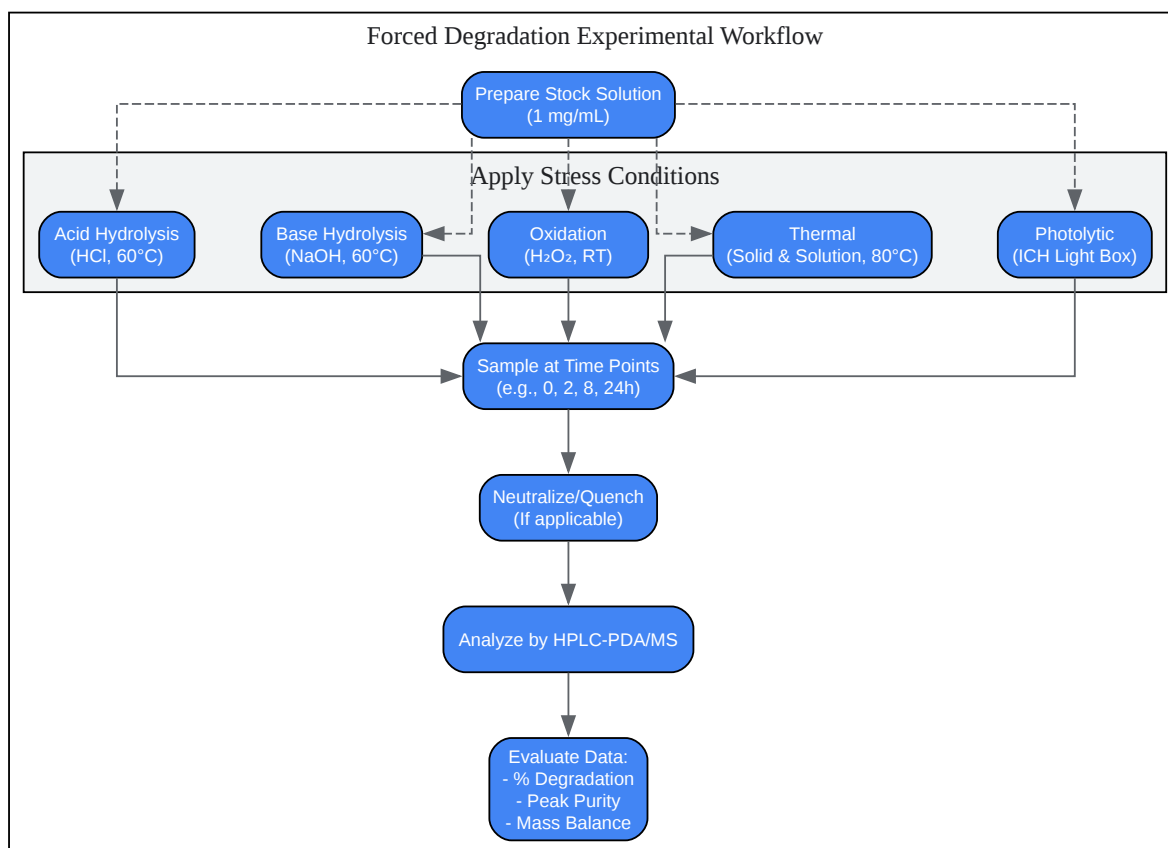 Forced Degradation Experimental Workflow
Prepare Stock Solution
(1 mg/mL)
Apply Stress Conditions
Acid Hydrolysis
(HCl, 60°C)
Base Hydrolysis
(NaOH, 60°C)
Oxidation
(H₂O₂, RT)
Thermal
(Solid & Solution, 80°C)
Photolytic
(ICH Light Box)
Sample at Time Points
(e.g., 0, 2, 8, 24h)
Neutralize/Quench
(If applicable)
Analyze by HPLC-PDA/MS
Evaluate Data:
- % Degradation
- Peak Purity
- Mass Balance